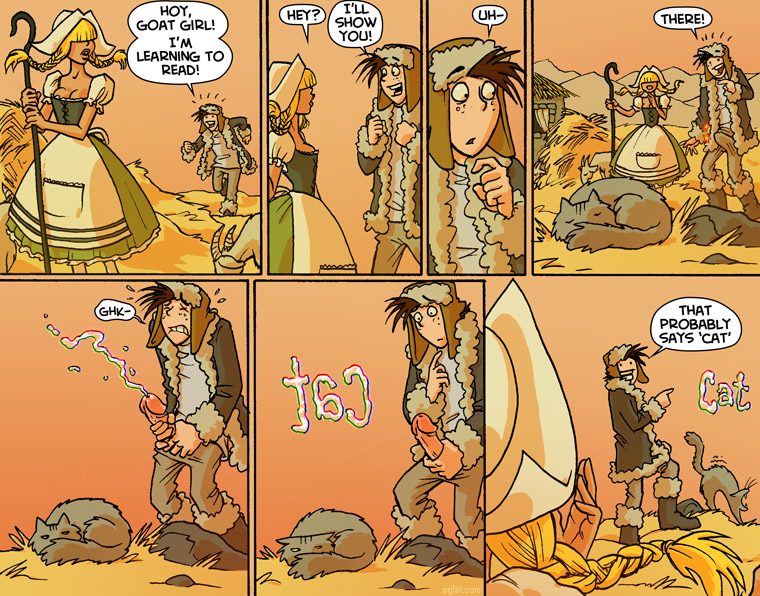 HOY,
GOAT GIRL!
I'M
LEARNING TO
READ!
HEY?
I'LL
SHOW
YOU!
UH-
THERE!
GHK-
Cat
THAT
PROBABLY
SAYS 'CAT'
Cat
oglaf.com